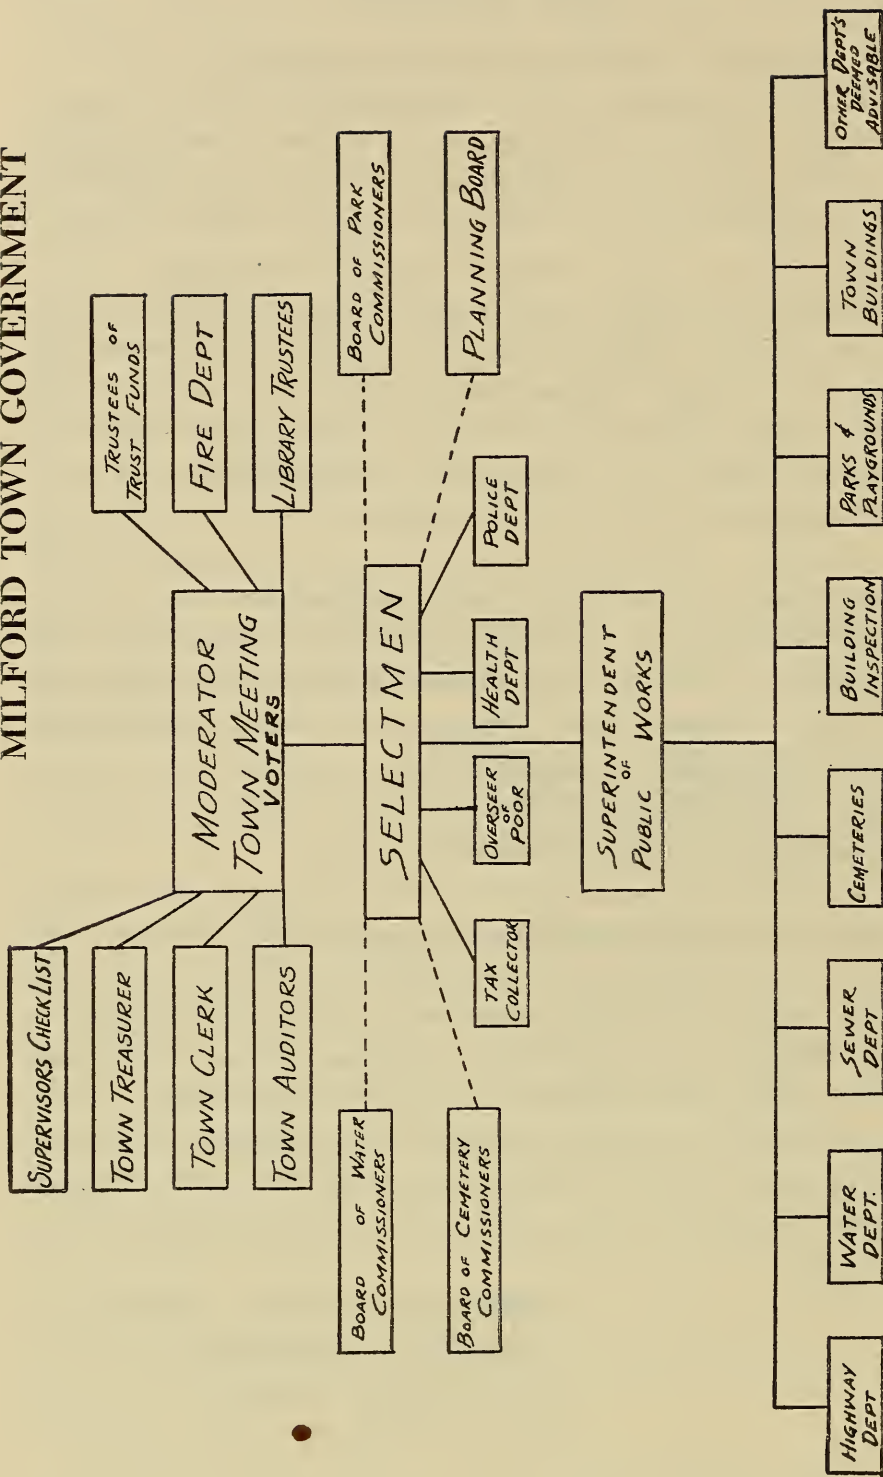 MILFORD TOWN GOVERNMENT
SUPERVISORS CHECKLIST
TOWN TREASURER
TOWN CLERK
TOWN AUDITORS
MODERATOR
TOWN MEETING
VOTERS
TRUSTEES OF
TRUST FUNDS
FIRE DEPT
LIBRARY TRUSTEES
BOARD OF WATER
COMMISSIONERS
BOARD OF CEMETERY
COMMISSIONERS
SELECTMEN
BOARD OF PARK
COMMISSIONERS
PLANNING BOARD
TAX
COLLECTOR
OVERSEER
OF
POOR
HEALTH
DEPT
POLICE
DEPT
SUPERINTENDENT
OF
PUBLIC WORKS
HIGHWAY
DEPT
WATER
DEPT.
SEWER
DEPT
CEMETERIES
BUILDING
INSPECTION
PARKS &
PLAYGROUNDS
TOWN
BUILDINGS
OTHER DEPT'S
DEEMED
ADVISABLE